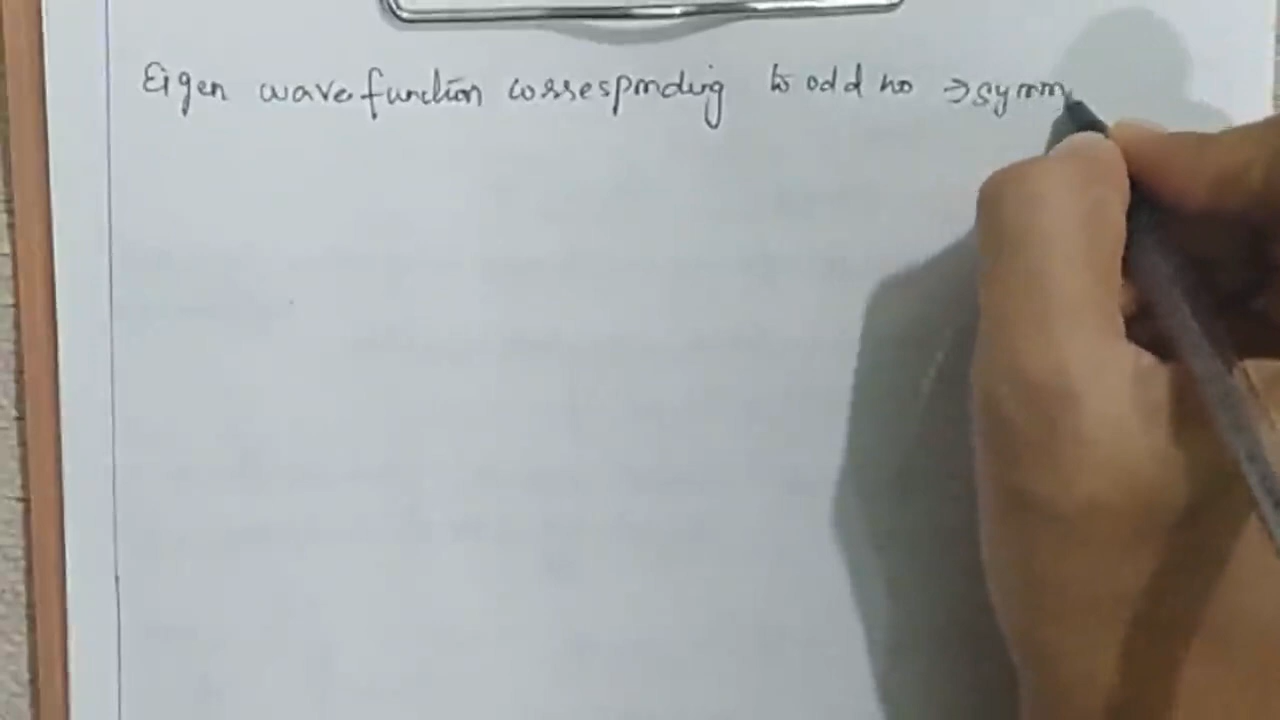 Eigen wavefunction corresponding to odd no → symm